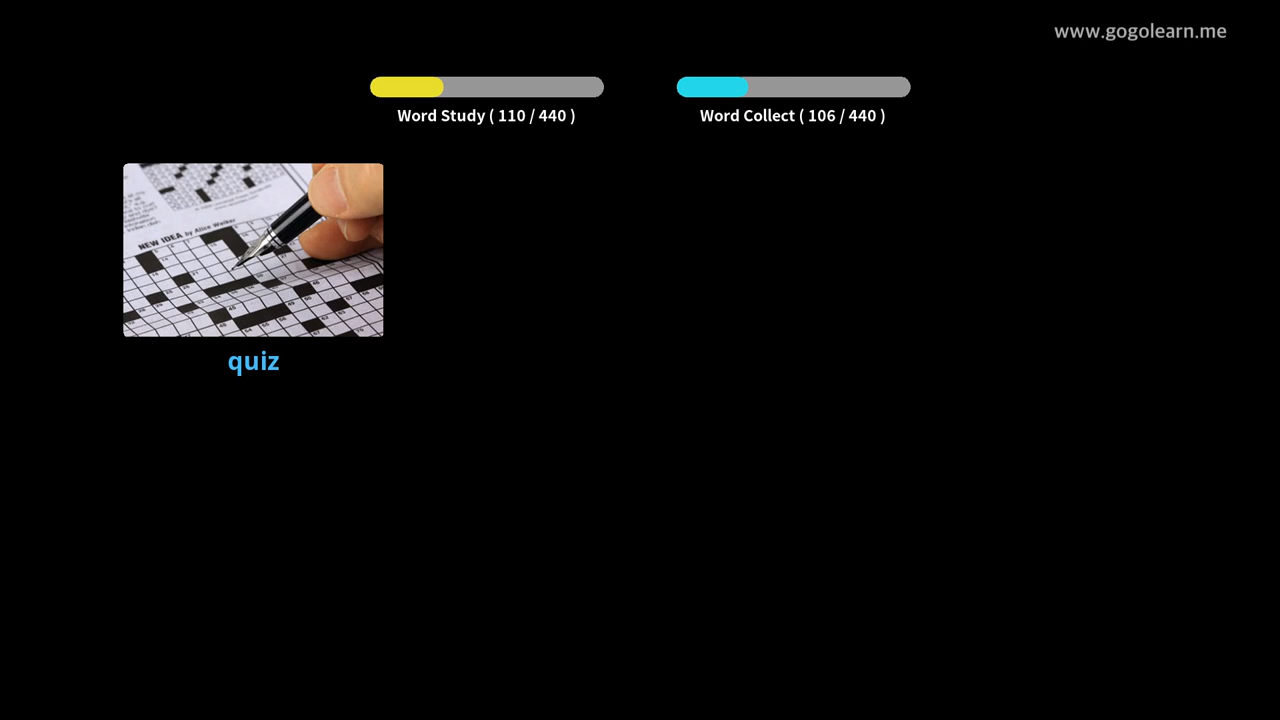 www.gogolearn.me
Word Study ( 110 / 440 )
Word Collect ( 106 / 440 )
NEW IDEA by Alice Walker
quiz